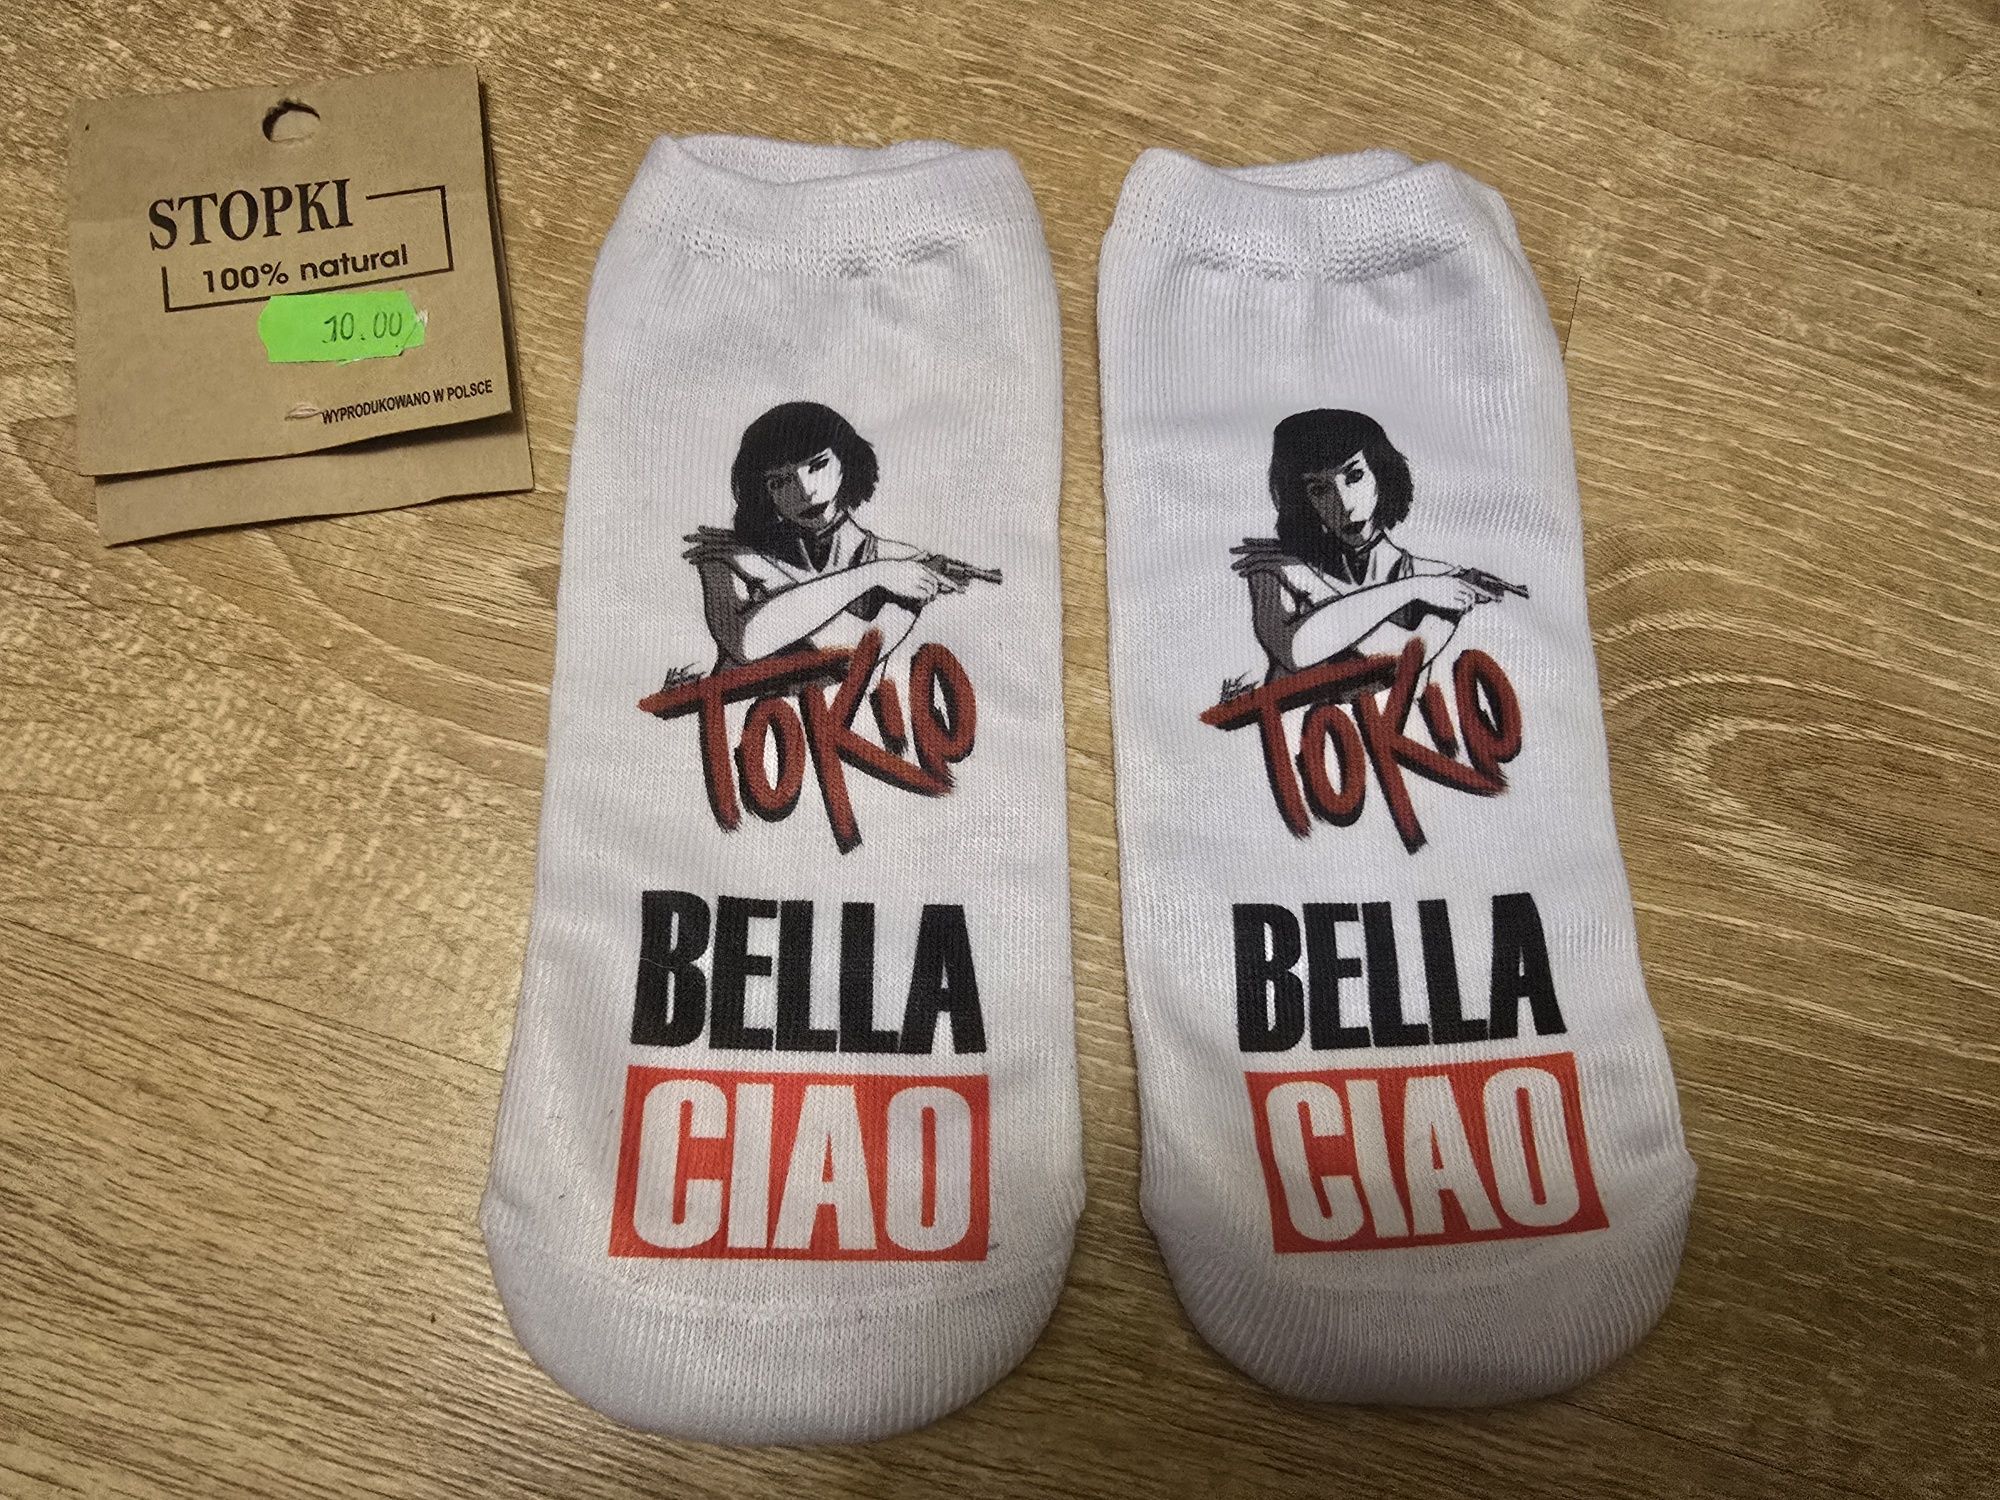 STOPKI
100% natural
10.00
WYPRODUKOWANO W POLSCE
TOKIO
BELLA
CIAO
TOKIO
BELLA
CIAO